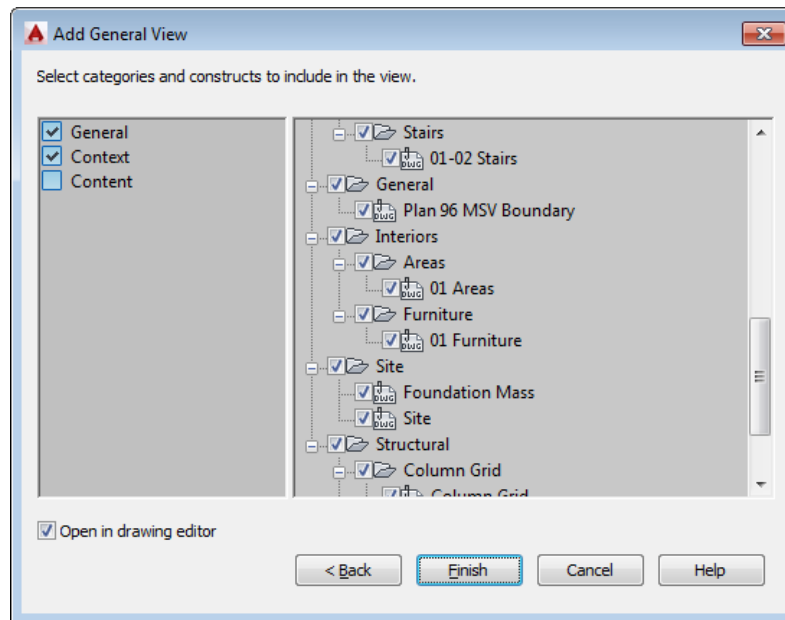 Add General View
Select categories and constructs to include in the view.
General
Context
Content
Stairs
01-02 Stairs
General
Plan 96 MSV Boundary
Interiors
Areas
01 Areas
Furniture
01 Furniture
Site
Foundation Mass
Site
Structural
Column Grid
Column Grid
Open in drawing editor
< Back
Finish
Cancel
Help